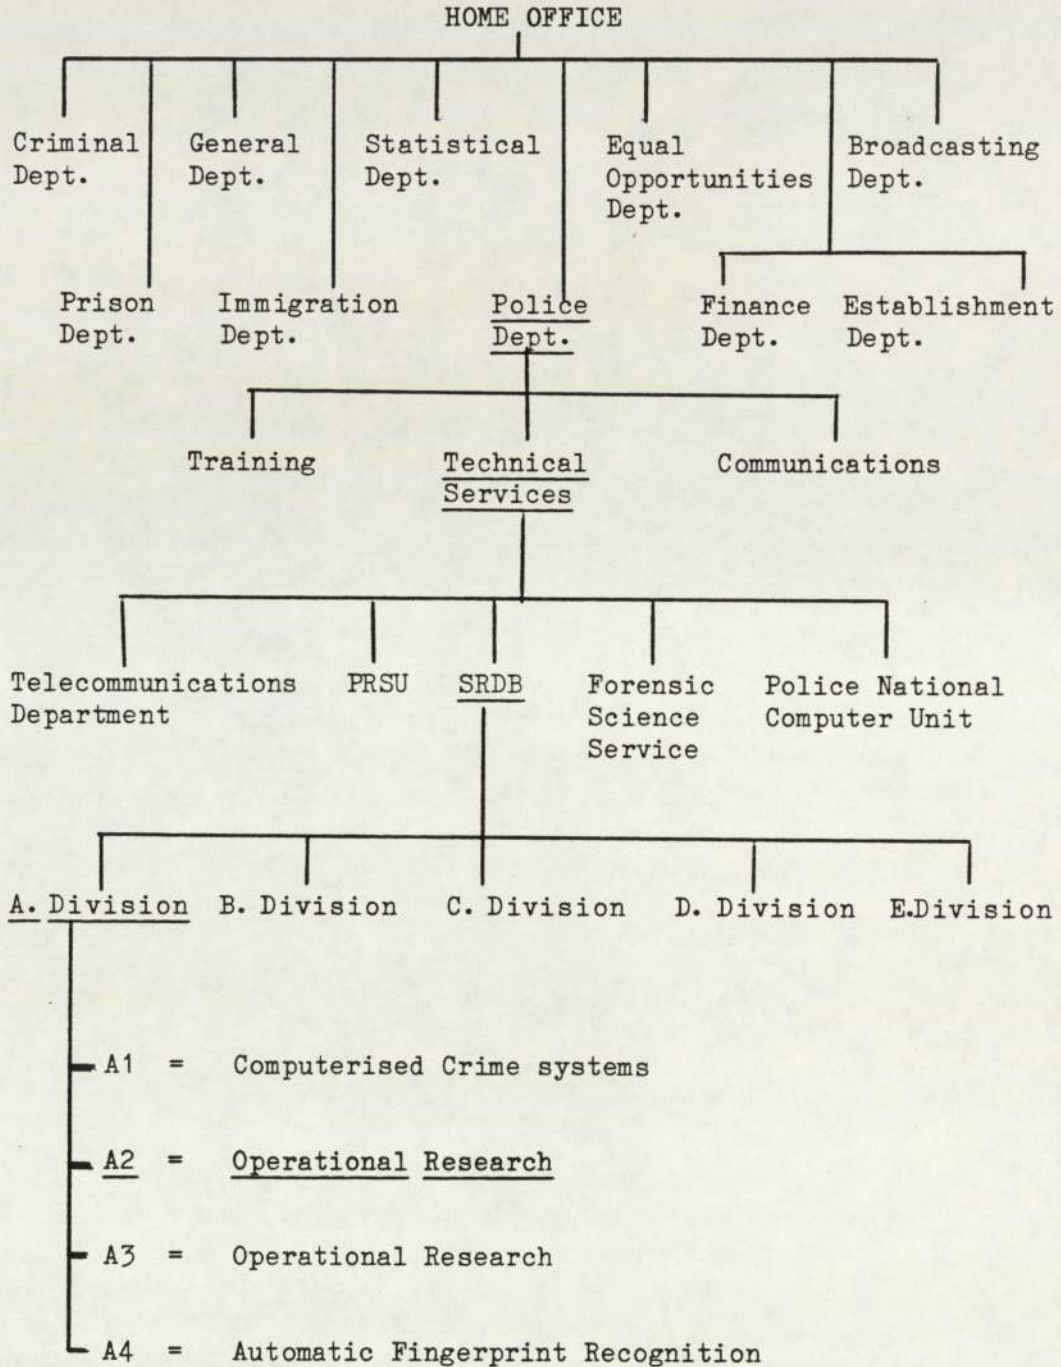 HOME OFFICE
Criminal Dept.
General Dept.
Statistical Dept.
Equal Opportunities Dept.
Broadcasting Dept.
Prison Dept.
Immigration Dept.
Police Dept.
Finance Dept.
Establishment Dept.
Training
Technical Services
Communications
Telecommunications Department
PRSU
SRDB
Forensic Science Service
Police National Computer Unit
A. Division
B. Division
C. Division
D. Division
E.Division
A1 = Computerised Crime systems
A2 = Operational Research
A3 = Operational Research
A4 = Automatic Fingerprint Recognition